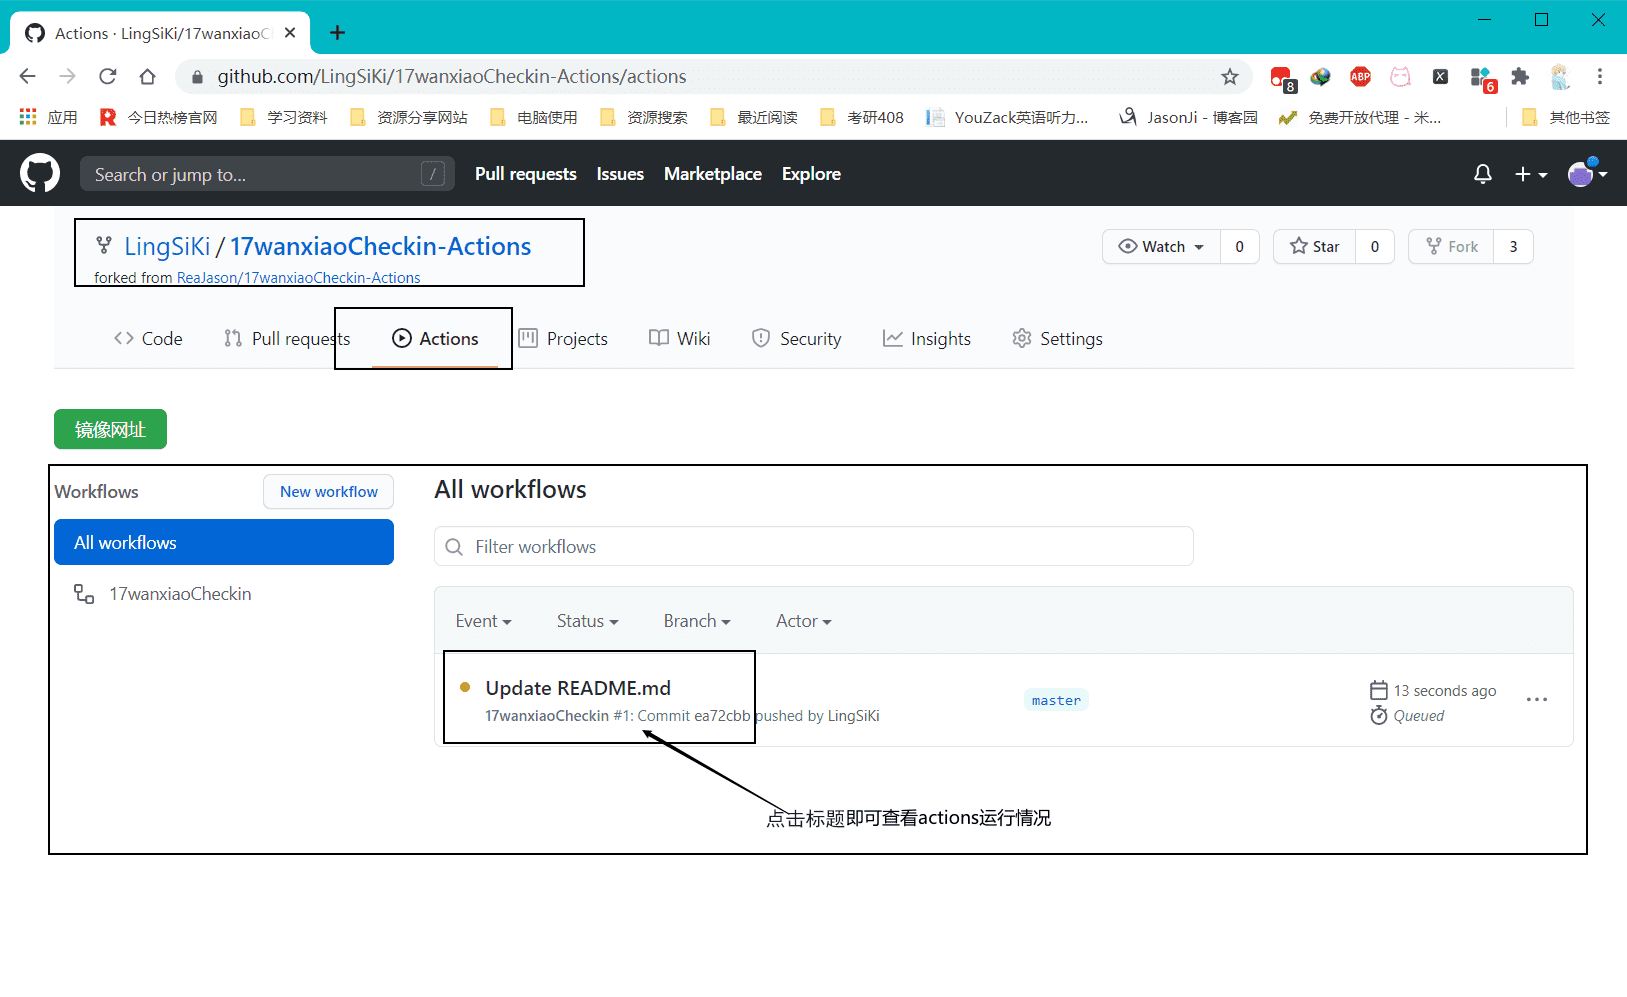 Actions · LingSiKi/17wanxiaoC
github.com/LingSiKi/17wanxiaoCheckin-Actions/actions
8
ABP
X
6
应用
R 今日热榜官网
学习资料
资源分享网站
电脑使用
资源搜索
最近阅读
考研408
YouZack英语听力...
JasonJi - 博客园
免费开放代理 - 米...
其他书签
Search or jump to...
/
Pull requests
Issues
Marketplace
Explore
LingSiKi / 17wanxiaoCheckin-Actions
forked from ReaJason/17wanxiaoCheckin-Actions
Watch 0
Star 0
Fork 3
Code
Pull requests
Actions
Projects
Wiki
Security
Insights
Settings
镜像网址
Workflows
New workflow
All workflows
17wanxiaoCheckin
All workflows
Filter workflows
Event
Status
Branch
Actor
Update README.md
17wanxiaoCheckin #1: Commit ea72cbb pushed by LingSiKi
master
13 seconds ago
Queued
点击标题即可查看actions运行情况